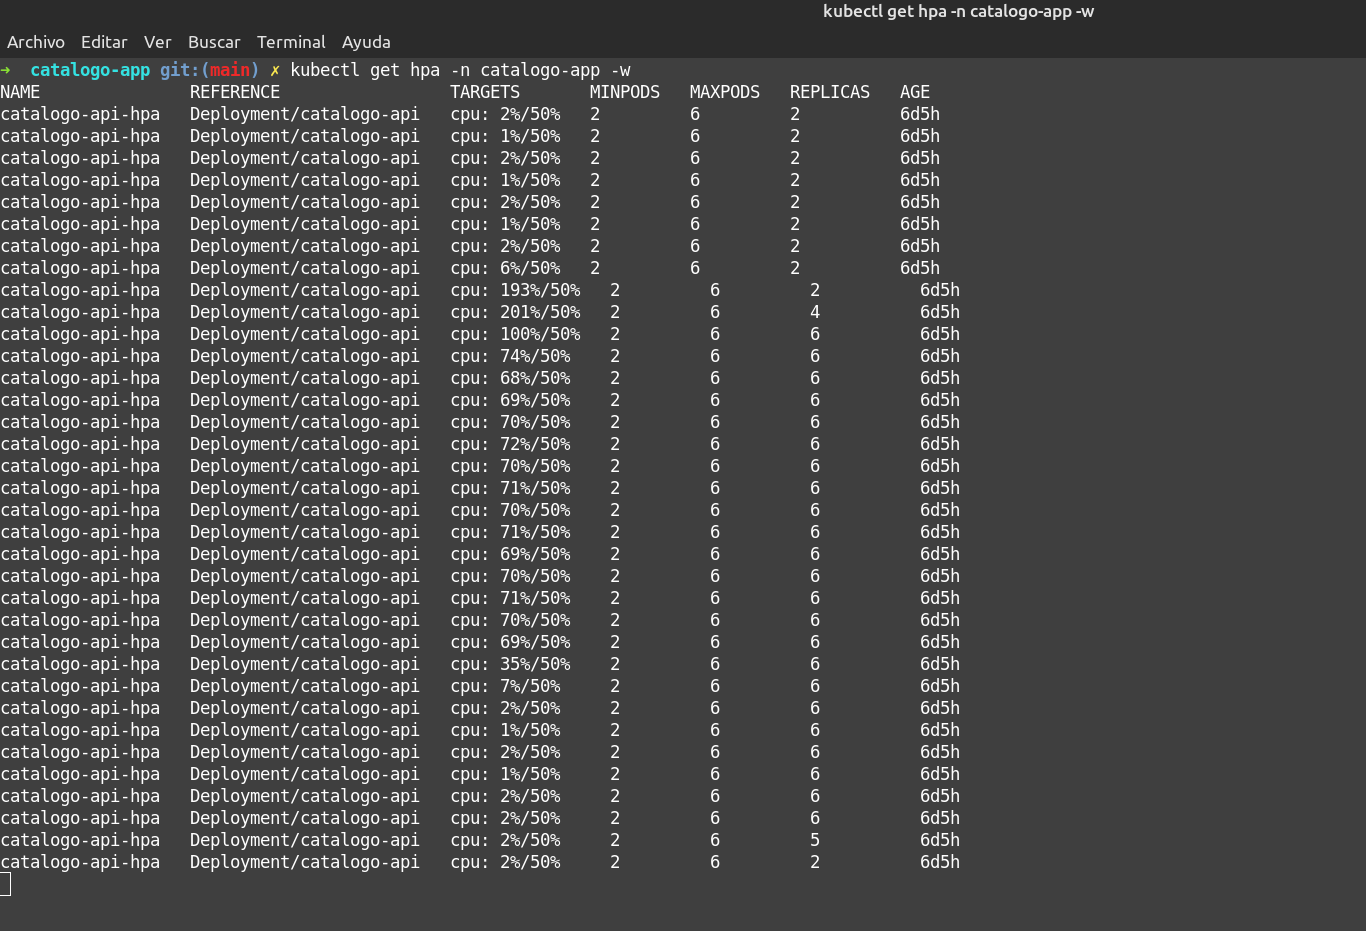 kubectl get hpa -n catalogo-app -w
Archivo Editar Ver Buscar Terminal Ayuda
→ catalogo-app git:(main) ✗ kubectl get hpa -n catalogo-app -w
NAME REFERENCE TARGETS MINPODS MAXPODS REPLICAS AGE
catalogo-api-hpa Deployment/catalogo-api cpu: 2%/50% 2 6 2 6d5h
catalogo-api-hpa Deployment/catalogo-api cpu: 1%/50% 2 6 2 6d5h
catalogo-api-hpa Deployment/catalogo-api cpu: 2%/50% 2 6 2 6d5h
catalogo-api-hpa Deployment/catalogo-api cpu: 1%/50% 2 6 2 6d5h
catalogo-api-hpa Deployment/catalogo-api cpu: 2%/50% 2 6 2 6d5h
catalogo-api-hpa Deployment/catalogo-api cpu: 1%/50% 2 6 2 6d5h
catalogo-api-hpa Deployment/catalogo-api cpu: 2%/50% 2 6 2 6d5h
catalogo-api-hpa Deployment/catalogo-api cpu: 6%/50% 2 6 2 6d5h
catalogo-api-hpa Deployment/catalogo-api cpu: 193%/50% 2 6 2 6d5h
catalogo-api-hpa Deployment/catalogo-api cpu: 201%/50% 2 6 4 6d5h
catalogo-api-hpa Deployment/catalogo-api cpu: 100%/50% 2 6 6 6d5h
catalogo-api-hpa Deployment/catalogo-api cpu: 74%/50% 2 6 6 6d5h
catalogo-api-hpa Deployment/catalogo-api cpu: 68%/50% 2 6 6 6d5h
catalogo-api-hpa Deployment/catalogo-api cpu: 69%/50% 2 6 6 6d5h
catalogo-api-hpa Deployment/catalogo-api cpu: 70%/50% 2 6 6 6d5h
catalogo-api-hpa Deployment/catalogo-api cpu: 72%/50% 2 6 6 6d5h
catalogo-api-hpa Deployment/catalogo-api cpu: 70%/50% 2 6 6 6d5h
catalogo-api-hpa Deployment/catalogo-api cpu: 71%/50% 2 6 6 6d5h
catalogo-api-hpa Deployment/catalogo-api cpu: 70%/50% 2 6 6 6d5h
catalogo-api-hpa Deployment/catalogo-api cpu: 71%/50% 2 6 6 6d5h
catalogo-api-hpa Deployment/catalogo-api cpu: 69%/50% 2 6 6 6d5h
catalogo-api-hpa Deployment/catalogo-api cpu: 70%/50% 2 6 6 6d5h
catalogo-api-hpa Deployment/catalogo-api cpu: 71%/50% 2 6 6 6d5h
catalogo-api-hpa Deployment/catalogo-api cpu: 70%/50% 2 6 6 6d5h
catalogo-api-hpa Deployment/catalogo-api cpu: 69%/50% 2 6 6 6d5h
catalogo-api-hpa Deployment/catalogo-api cpu: 35%/50% 2 6 6 6d5h
catalogo-api-hpa Deployment/catalogo-api cpu: 7%/50% 2 6 6 6d5h
catalogo-api-hpa Deployment/catalogo-api cpu: 2%/50% 2 6 6 6d5h
catalogo-api-hpa Deployment/catalogo-api cpu: 1%/50% 2 6 6 6d5h
catalogo-api-hpa Deployment/catalogo-api cpu: 2%/50% 2 6 6 6d5h
catalogo-api-hpa Deployment/catalogo-api cpu: 1%/50% 2 6 6 6d5h
catalogo-api-hpa Deployment/catalogo-api cpu: 2%/50% 2 6 6 6d5h
catalogo-api-hpa Deployment/catalogo-api cpu: 2%/50% 2 6 6 6d5h
catalogo-api-hpa Deployment/catalogo-api cpu: 2%/50% 2 6 5 6d5h
catalogo-api-hpa Deployment/catalogo-api cpu: 2%/50% 2 6 2 6d5h